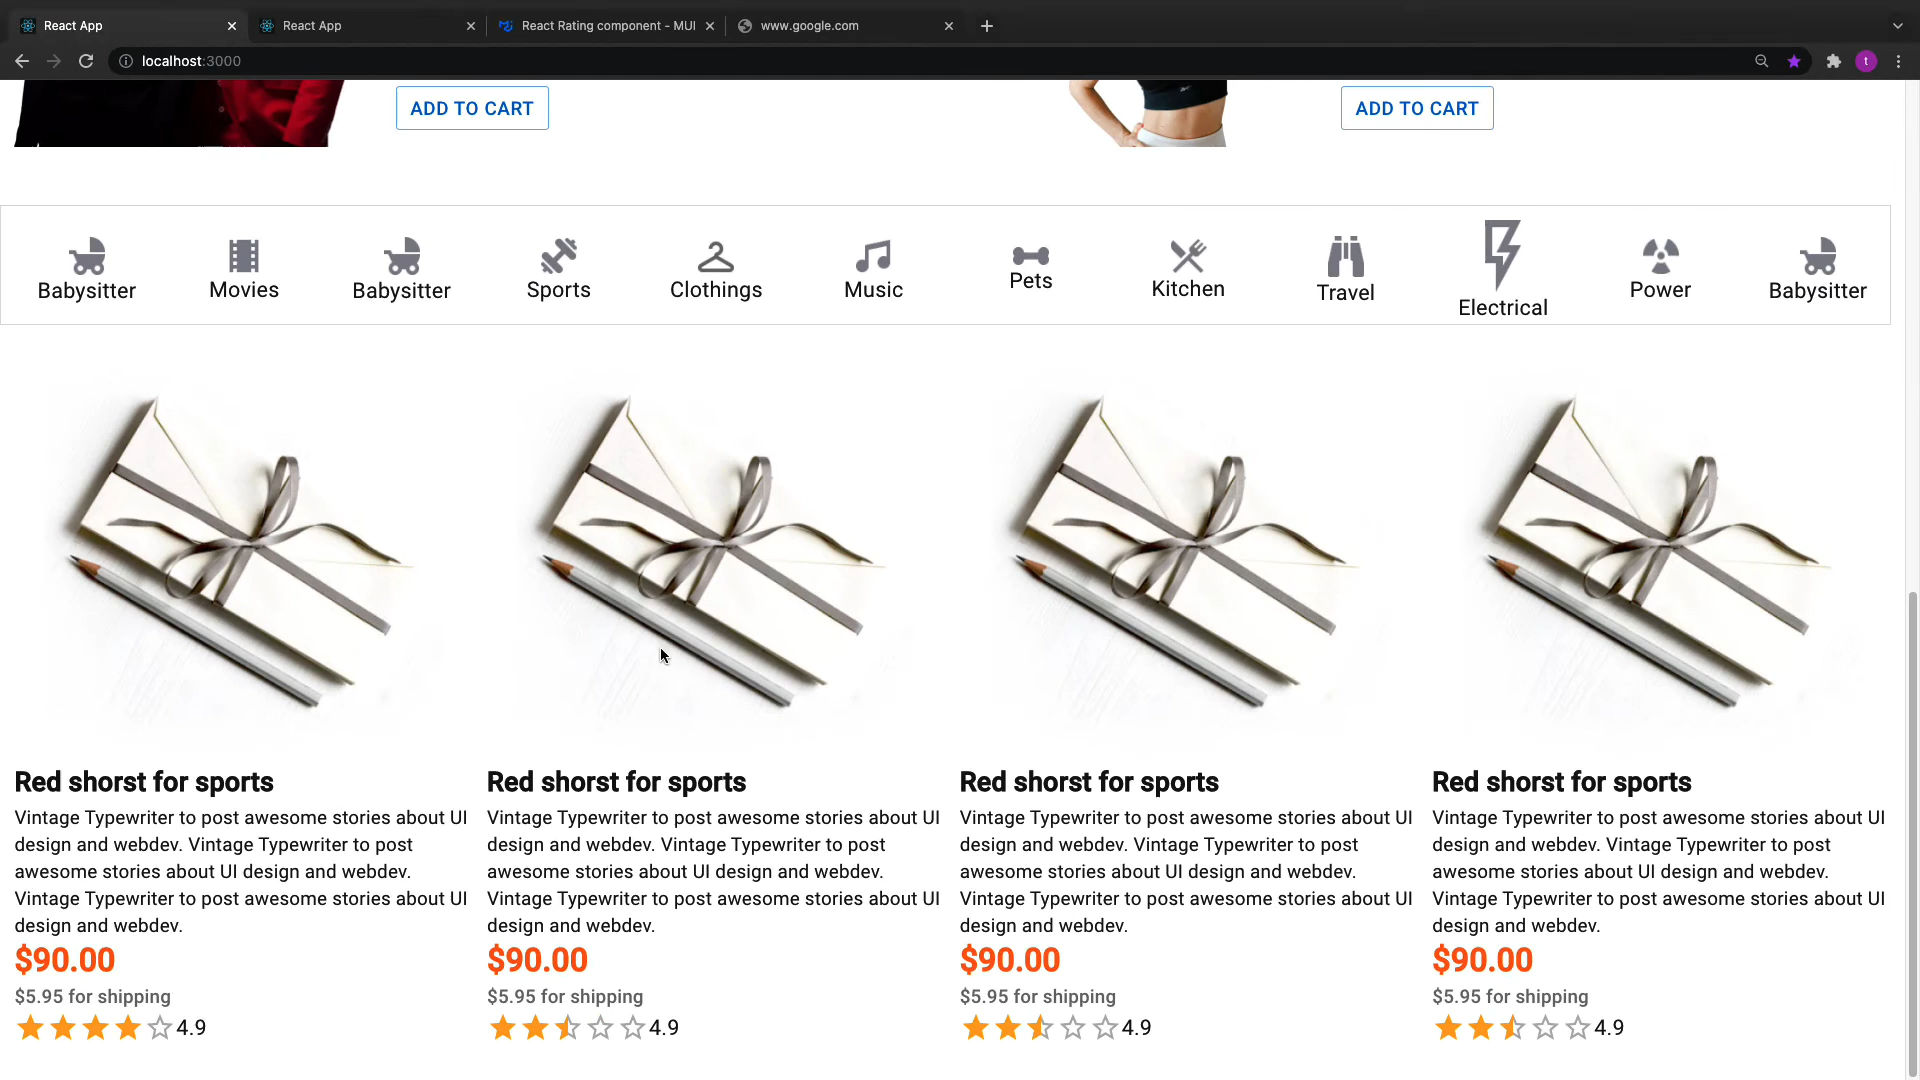 React App
React App
React Rating component - MUI
www.google.com
localhost:3000
t
ADD TO CART
ADD TO CART
Babysitter
Movies
Babysitter
Sports
Clothings
Music
Pets
Kitchen
Travel
Electrical
Power
Babysitter
Red shorst for sports
Vintage Typewriter to post awesome stories about UI
design and webdev. Vintage Typewriter to post
awesome stories about UI design and webdev.
Vintage Typewriter to post awesome stories about UI
design and webdev.
$90.00
$5.95 for shipping
4.9
Red shorst for sports
Vintage Typewriter to post awesome stories about UI
design and webdev. Vintage Typewriter to post
awesome stories about UI design and webdev.
Vintage Typewriter to post awesome stories about UI
design and webdev.
$90.00
$5.95 for shipping
4.9
Red shorst for sports
Vintage Typewriter to post awesome stories about UI
design and webdev. Vintage Typewriter to post
awesome stories about UI design and webdev.
Vintage Typewriter to post awesome stories about UI
design and webdev.
$90.00
$5.95 for shipping
4.9
Red shorst for sports
Vintage Typewriter to post awesome stories about UI
design and webdev. Vintage Typewriter to post
awesome stories about UI design and webdev.
Vintage Typewriter to post awesome stories about UI
design and webdev.
$90.00
$5.95 for shipping
4.9